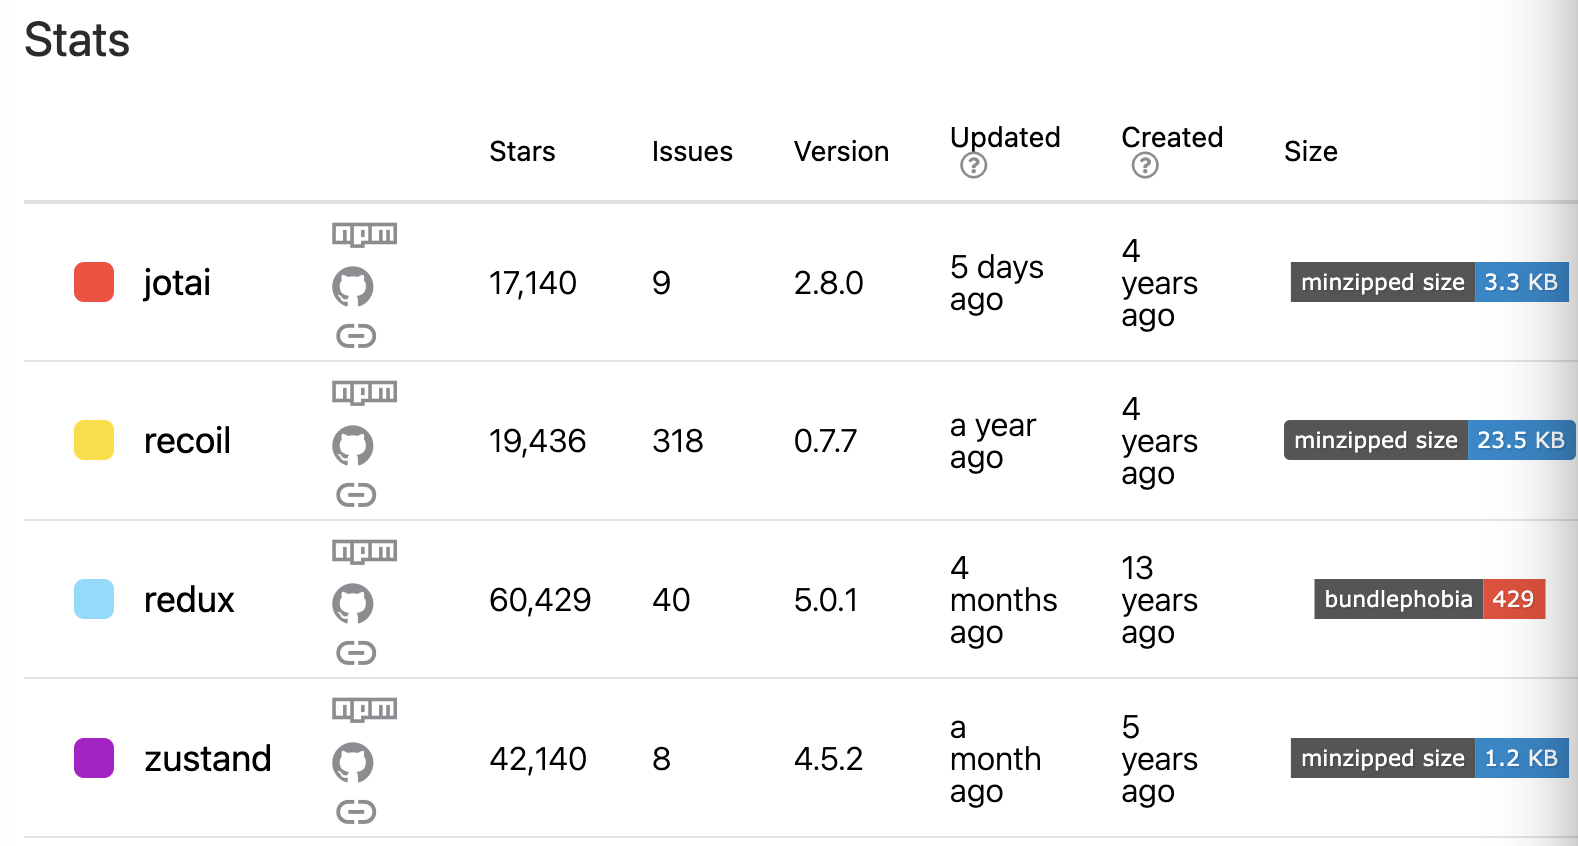 Stats
Stars Issues Version Updated Created Size
?
?
npm
jotai 17,140 9 2.8.0 5 days ago 4 years ago minzipped size 3.3 KB
npm
recoil 19,436 318 0.7.7 a year ago 4 years ago minzipped size 23.5 KB
npm
redux 60,429 40 5.0.1 4 months ago 13 years ago bundlephobia 429
npm
zustand 42,140 8 4.5.2 a month ago 5 years ago minzipped size 1.2 KB